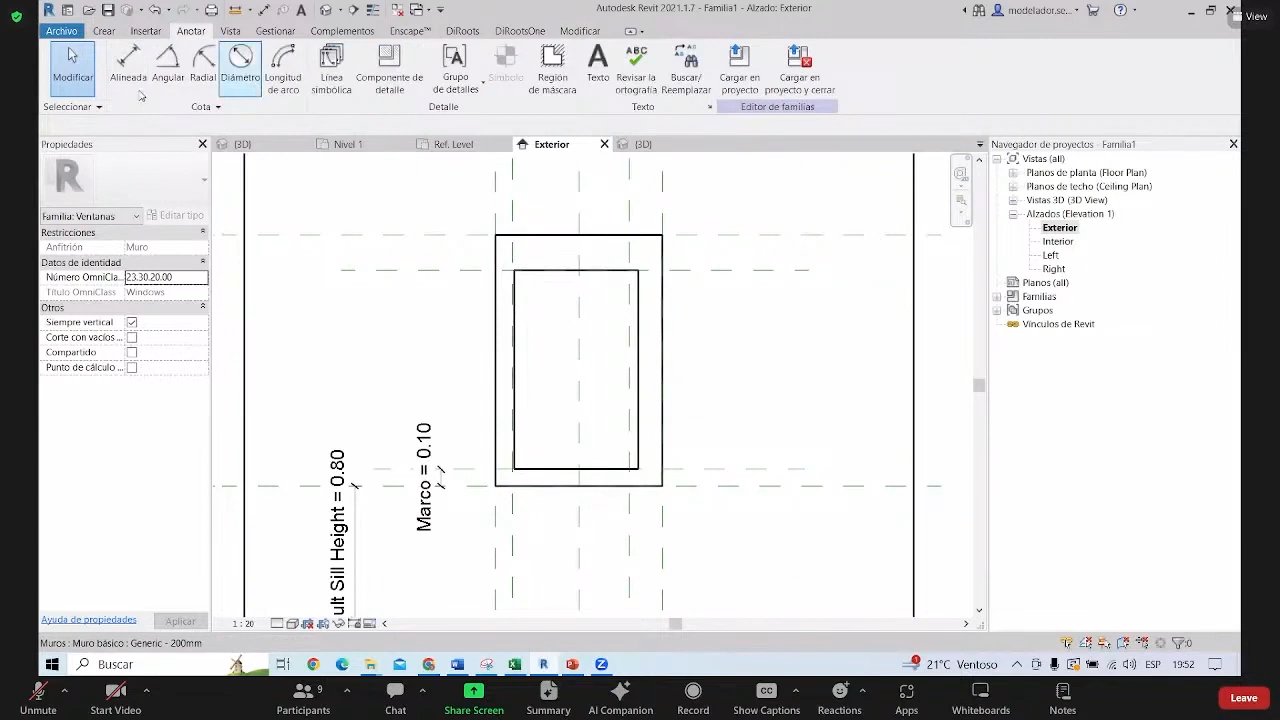 View
Autodesk Revit 2021.1.7 - Familia1 - Alzado: Exterior
modelador.se...
Archivo Crear Insertar Anotar Vista Gestionar Complementos Enscape™ DiRoots DiRootsOne Modificar
Modificar Alineada Angular Radial Diámetro Longitud de arco Línea simbólica Componente de detalle Grupo de detalles Símbolo Región de máscara Texto Revisar la ortografía Buscar/ Reemplazar Cargar en proyecto Cargar en proyecto y cerrar
Seleccionar Cota Detalle Texto Editor de familias
Propiedades
(3D) Nivel 1 Ref. Level Exterior (3D)
Navegador de proyectos - Familia1
Familia: Ventanas Editar tipo
Restricciones
Anfitrión Muro
Datos de identidad
Número OmniCla... 23.30.20.00
Título OmniClass Windows
Otros
Siempre vertical
Corte con vacíos ...
Compartido
Punto de cálculo ...
Ayuda de propiedades Aplicar
ult Sill Height = 0.80
Marco = 0.10
Vistas (all)
Planos de planta (Floor Plan)
Planos de techo (Ceiling Plan)
Vistas 3D (3D View)
Alzados (Elevation 1)
Exterior
Interior
Left
Right
Planos (all)
Familias
Grupos
Vínculos de Revit
1 : 20
Muros : Muro básico : Generic - 200mm
:0
Buscar
21°C Ventoso ESP 19:52
9
Unmute Start Video Participants Chat Share Screen Summary AI Companion Record Show Captions Reactions Apps Whiteboards Notes Leave